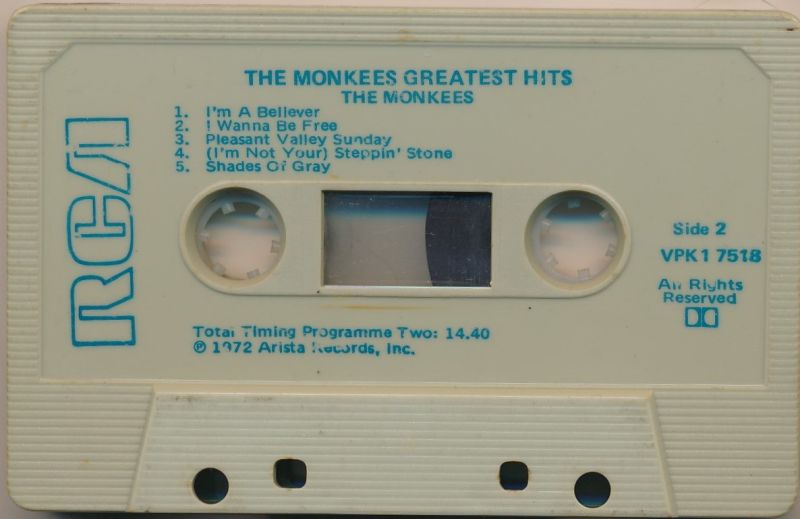 THE MONKEES GREATEST HITS
THE MONKEES
1. I'm A Believer
2. I Wanna Be Free
3. Pleasant Valley Sunday
4. (I'm Not Your) Steppin' Stone
5. Shades Of Gray
RCA
Side 2
VPK1 7518
All Rights
Reserved
Total Timing Programme Two: 14.40
℗ 1972 Arista Records, Inc.